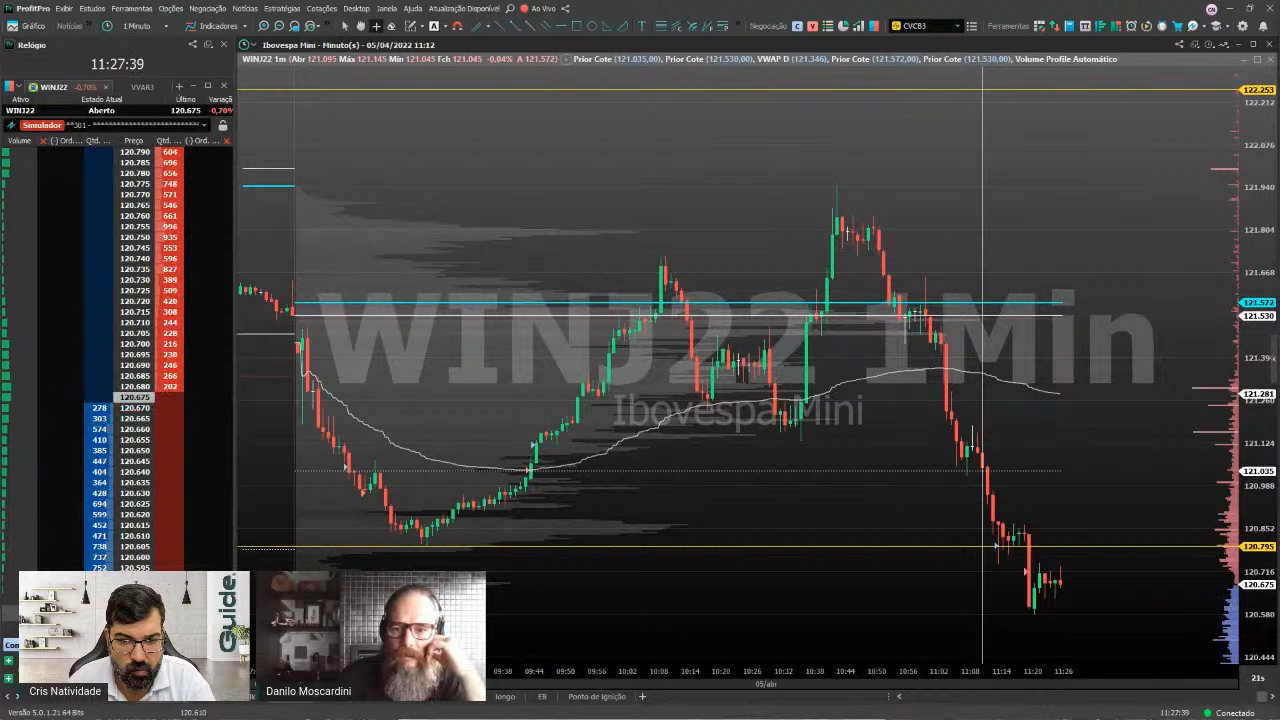 ProfitPro Exibir Estudos Análises Corretora Negociação Notícias Estratégias Cotações Desktop Janela Ajuda Atualização Disponível Ao Vivo CN
Gráfico Notícias 1 Minuto Indicadores Negociação CVCB3 Ferramentas
Relógio
11:27:39
WINJ22 -0,70% VVAR3
Ativo Estado Atual Último Variaçã
WINJ22 Aberto 120.675 -0,70%
Simulador
Volume (-) Ord... Qtd. ... Preço Qtd. ... (-) Ord...
120.790 604
120.785 696
120.780 656
120.775 748
120.770 571
120.765 546
120.760 661
120.755 996
120.750 935
120.745 553
120.740 596
120.735 827
120.730 389
120.725 280
120.720 420
120.715 308
120.710 244
120.705 228
120.700 216
120.695 230
120.690 246
120.685 266
120.680 202
120.675
278 120.670
303 120.665
574 120.660
410 120.655
385 120.650
447 120.645
404 120.640
364 120.635
428 120.630
694 120.625
599 120.620
452 120.615
471 120.610
738 120.605
737 120.600
752 120.595
Ibovespa Mini - Minuto(s) - 05/04/2022 11:12
WINJ22 1m (Abr 121.095 Máx 121.145 Mín 121.045 Fch 121.045 -0,04% A 121.572) Prior Cote (121.035,00) Prior Cote (121.530,00) VWAP D (121.346) Prior Cote (121.572,00) Prior Cote (121.530,00) Volume Profile Automático
WINJ22 1Min
Ibovespa Mini
122.253
122.212
122.076
121.940
121.804
121.668
121.572
121.530
121.281
121.124
121.035
120.988
120.852
120.795
120.716
120.675
120.580
120.444
09:38 09:44 09:50 09:56 10:02 10:08 10:14 10:20 10:26 10:32 10:38 10:44 10:50 10:56 11:02 11:08 11:14 11:20 11:26
21s
05/abr
Guide
Cris Natividade
Danilo Moscardini
longo EB Ponto de Ignição
Versão 5.0.1.21 64 Bits 120.610 11:27:39 Conectado